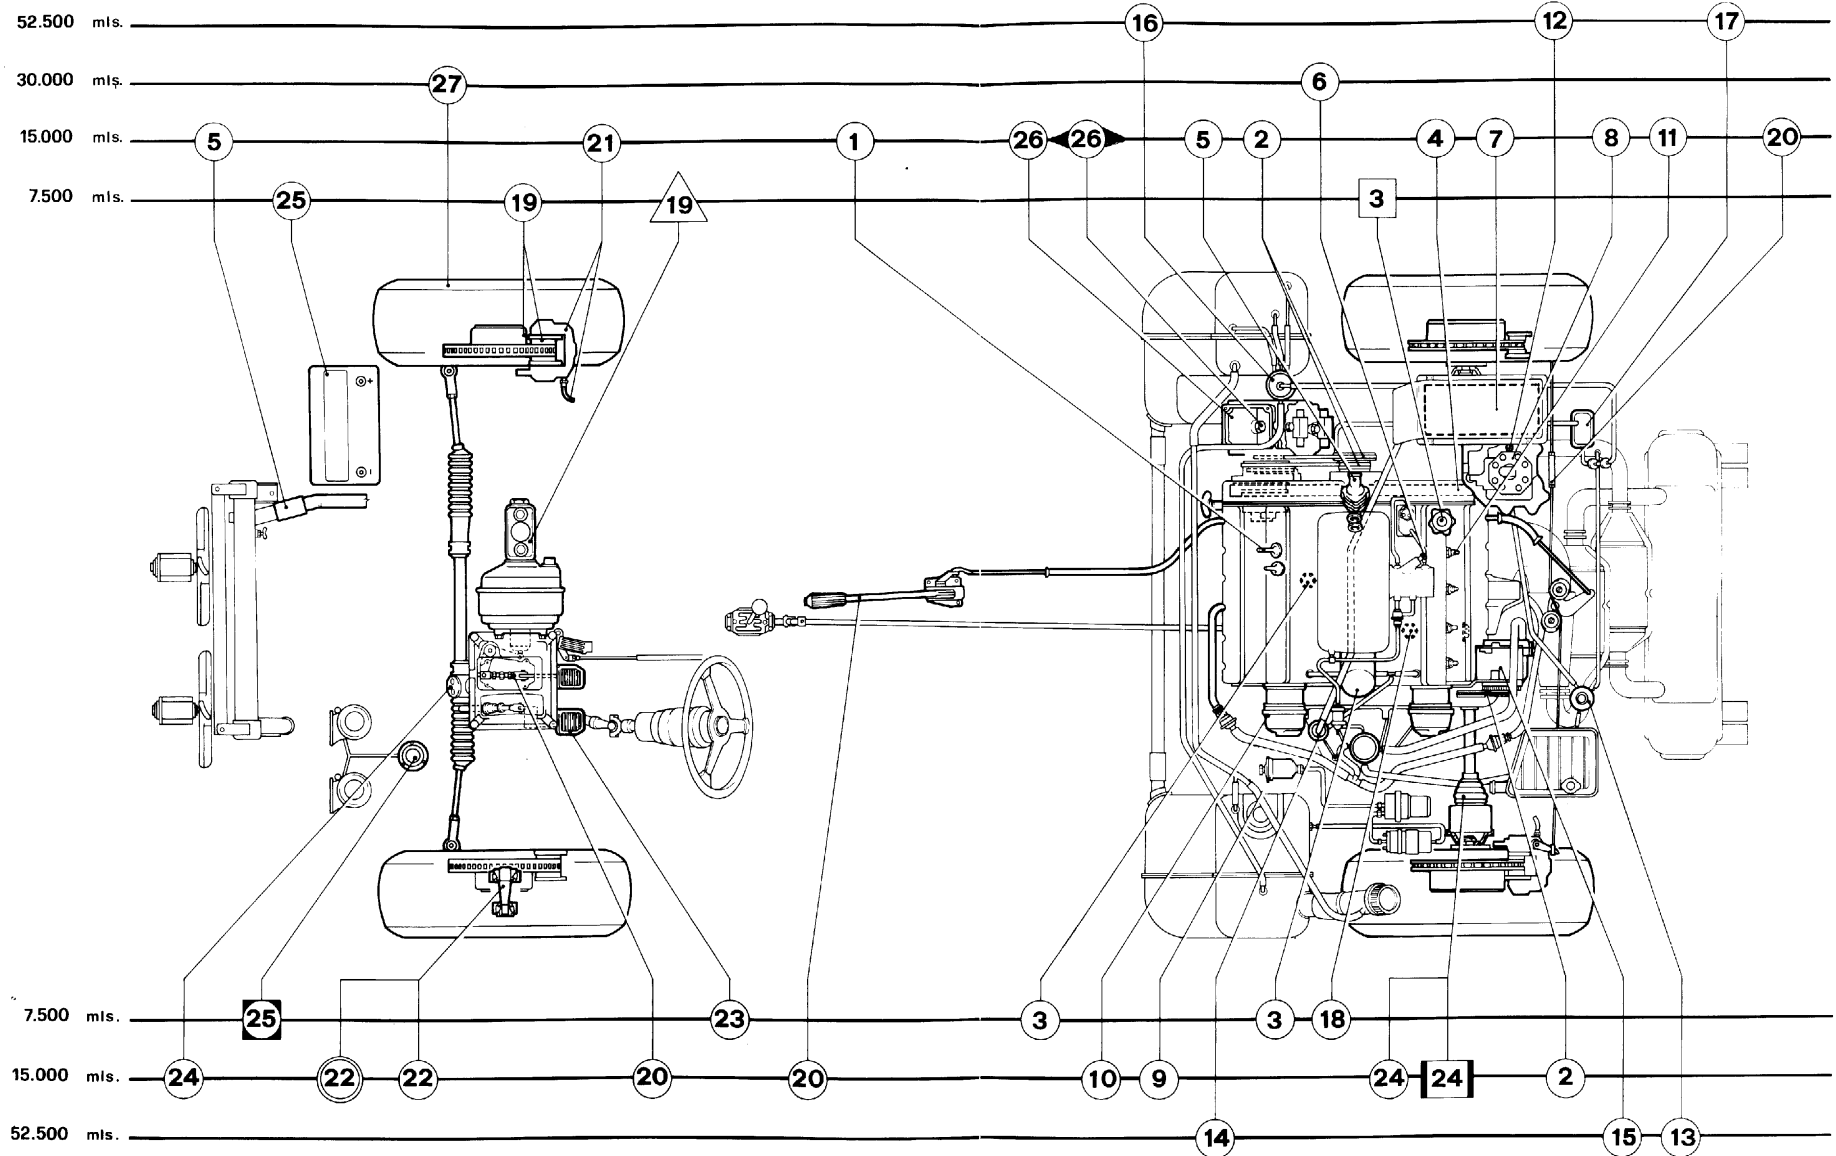 52.500 mls. 16 12 17
30.000 mls. 27 6
15.000 mls. 5 21 1 26 26 5 2 4 7 8 11 20
7.500 mls. 25 19 19 3
+
-
7.500 mls. 25 23 3 3 18
15.000 mls. 24 22 22 20 20 10 9 24 24 2
52.500 mls. 14 15 13